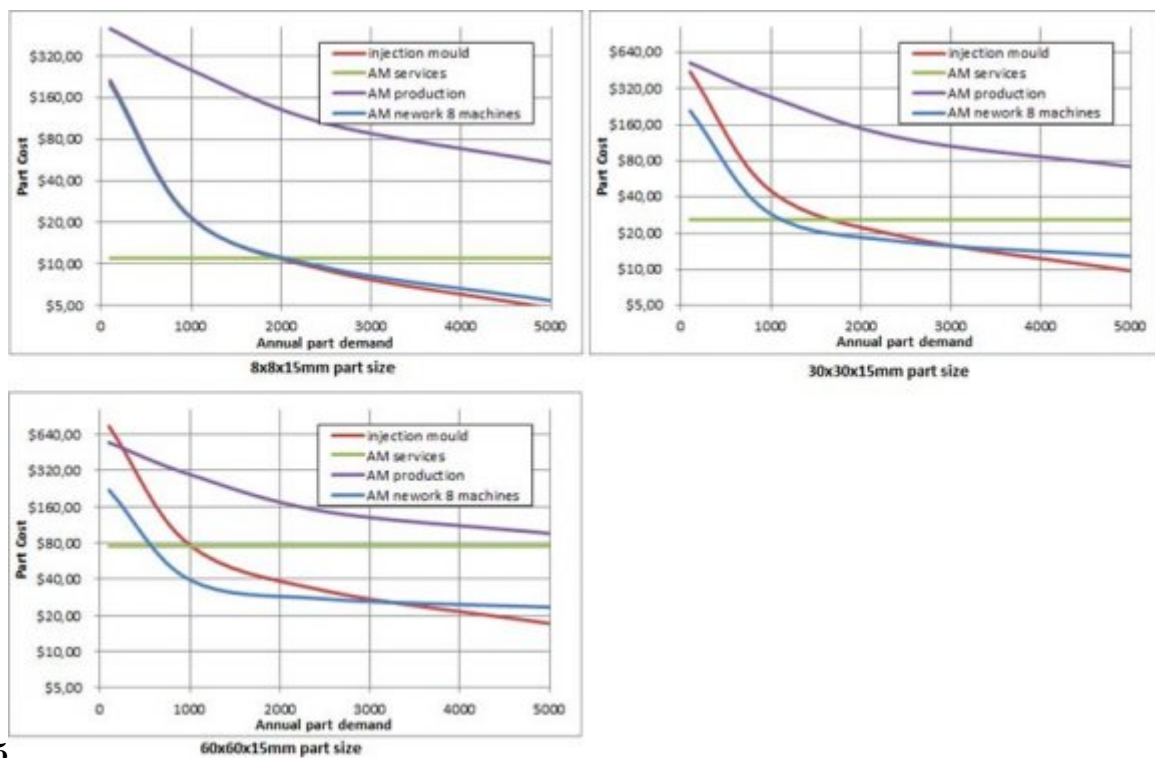 $320,00
$160,00
$80,00
$40,00
$20,00
$10,00
$5,00
Part Cost
injection mould
AM services
AM production
AM nework 8 machines
0 1000 2000 3000 4000 5000
Annual part demand
8x8x15mm part size
$640,00
$320,00
$160,00
$80,00
$40,00
$20,00
$10,00
$5,00
Part Cost
injection mould
AM services
AM production
AM nework 8 machines
0 1000 2000 3000 4000 5000
Annual part demand
30x30x15mm part size
$640,00
$320,00
$160,00
$80,00
$40,00
$20,00
$10,00
$5,00
Part Cost
injection mould
AM services
AM production
AM nework 8 machines
0 1000 2000 3000 4000 5000
Annual part demand
60x60x15mm part size